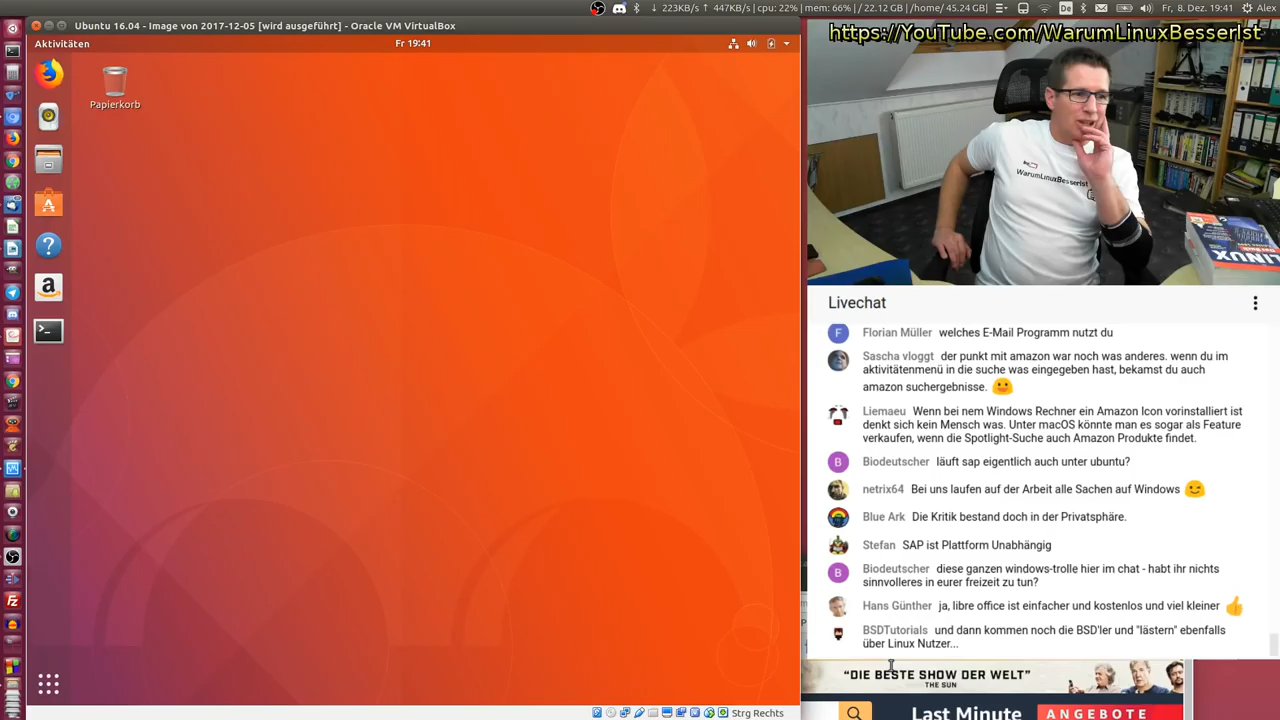 Ubuntu 16.04 - Image von 2017-12-05 [wird ausgeführt] - Oracle VM VirtualBox
223KB/s
447KB/s
cpu: 22%
mem: 66%
// 22.12 GB
/home/ 45.24 GB
De
Fr, 8. Dez, 19:41
Alex
https://YouTube.com/WarumLinuxBesserIst
Aktivitäten
Fr 19:41
Papierkorb
WarumLinuxBesserIst
LINUX
Livechat
Florian Müller welches E-Mail Programm nutzt du
Sascha vloggt der punkt mit amazon war noch was anderes. wenn du im
aktivitätenmenü in die suche was eingegeben hast, bekamst du auch
amazon suchergebnisse.
Liemaeu Wenn bei nem Windows Rechner ein Amazon Icon vorinstalliert ist
denkt sich kein Mensch was. Unter macOS könnte man es sogar als Feature
verkaufen, wenn die Spotlight-Suche auch Amazon Produkte findet.
B Biodeutscher läuft sap eigentlich auch unter ubuntu?
netrix64 Bei uns laufen auf der Arbeit alle Sachen auf Windows
Blue Ark Die Kritik bestand doch in der Privatsphäre.
Stefan SAP ist Plattform Unabhängig
B Biodeutscher diese ganzen windows-trolle hier im chat - habt ihr nichts
sinnvolleres in eurer freizeit zu tun?
Hans Günther ja, libre office ist einfacher und kostenlos und viel kleiner
BSDTutorials und dann kommen noch die BSD'ler und "lästern" ebenfalls
über Linux Nutzer...
"DIE BESTE SHOW DER WELT"
THE SUN
Last Minute
ANGEBOTE
Strg Rechts